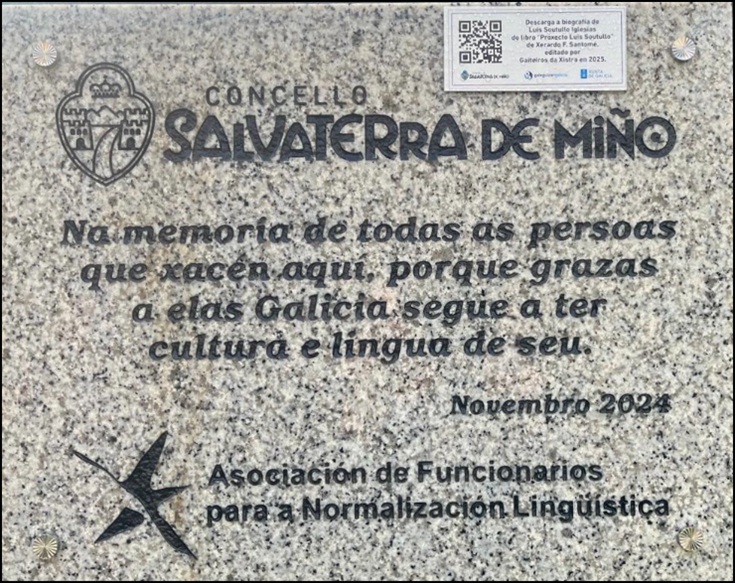 Descarga a biografía de
Luís Soutullo Iglesias
do libro "Proxecto Luís Soutullo"
de Xerardo F. Santomé,
editado por
Gaiteiros da Xistra en 2025.
CONCELLO
SALVATERRA DE MIÑO
Na memoria de todas as persoas
que xacén aquí, porque grazas
a elas Galicia segue a ter
cultura e lingua de seu.
Novembro 2024
Asociación de Funcionarios
para a Normalización Lingüística